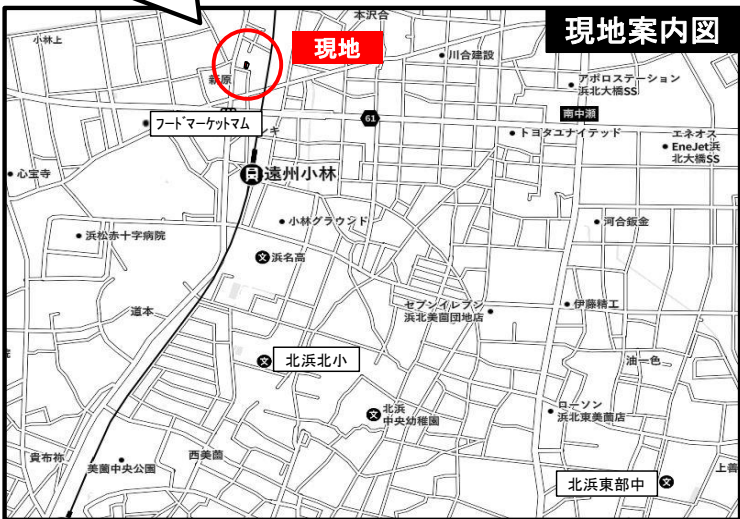 本沢合
現地案内図
小林上
現地
川合建設
新原
アポロステーション
浜北大橋SS
南中瀬
フードマーケットマム
ンキ
61
トヨタユナイテッド
エネオス
EneJet浜
北大橋SS
心宝寺
遠州小林
小林グラウンド
河合鈑金
浜松赤十字病院
文
浜名高
道本
セブンイレブン
浜北美薗団地店
伊藤精工
文
北浜北小
油一色
文
北浜
中央幼稚園
ローソン
浜北東美薗店
貴布祢
美薗中央公園
西美薗
上善
北浜東部中
文